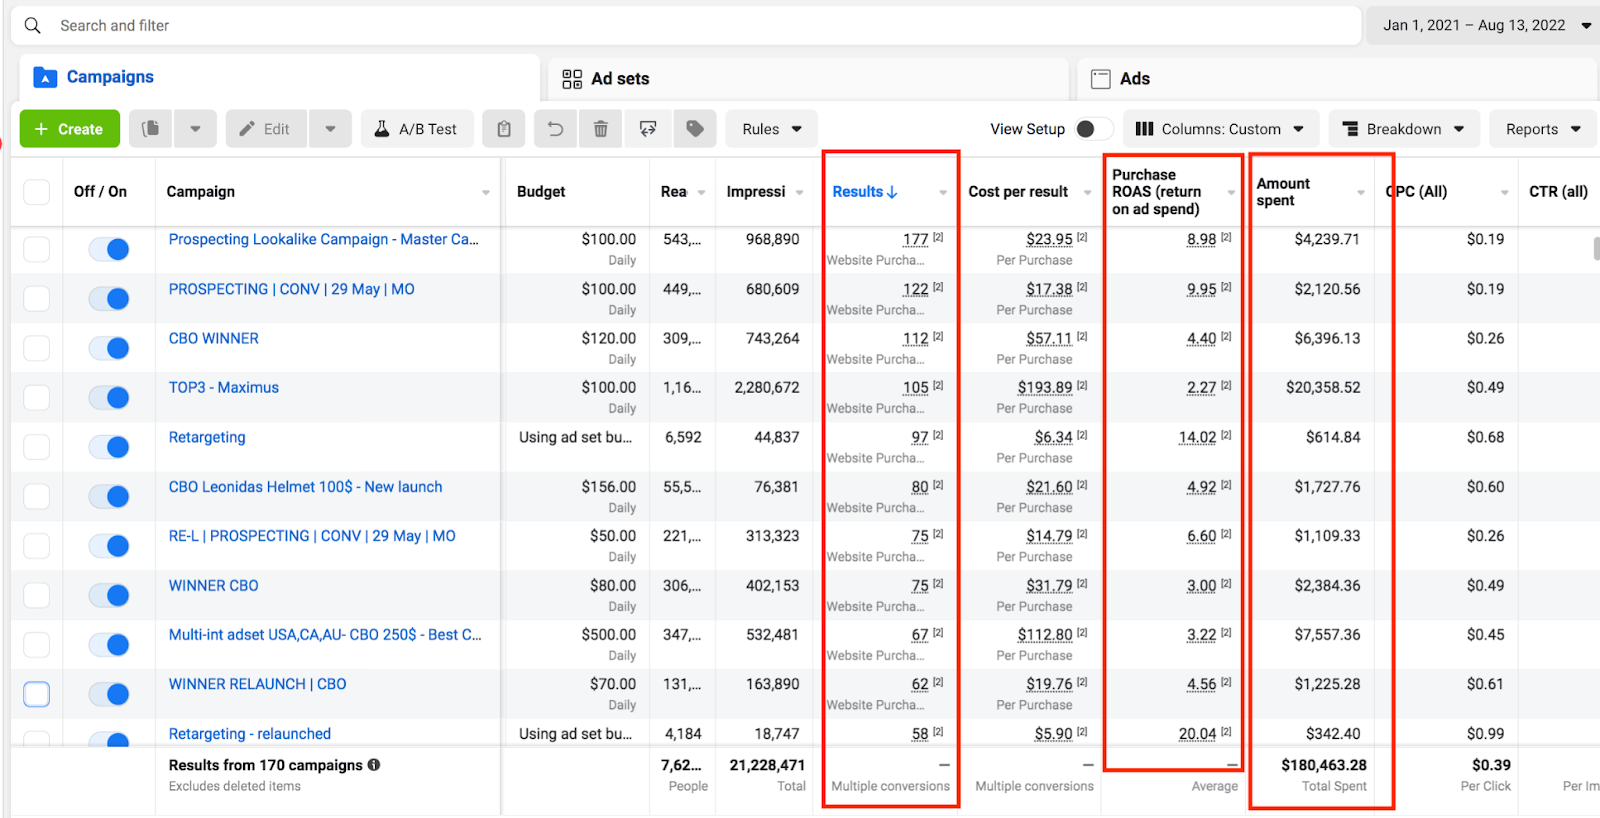 Search and filter
Jan 1, 2021 – Aug 13, 2022
Campaigns
Ad sets
Ads
+ Create
Edit
A/B Test
Rules
View Setup
Columns: Custom
Breakdown
Reports
Off / On
Campaign
Budget
Rea
Impressi
Results↓
Cost per result
Purchase
ROAS (return
on ad spend)
Amount
spent
CPC (All)
CTR (all)
Prospecting Lookalike Campaign - Master Ca... $100.00 543,... 968,890 177 [2] $23.95 [2] 8.98 [2] $4,239.71 $0.19
Daily Website Purcha... Per Purchase
PROSPECTING | CONV | 29 May | MO $100.00 449,... 680,609 122 [2] $17.38 [2] 9.95 [2] $2,120.56 $0.19
Daily Website Purcha... Per Purchase
CBO WINNER $120.00 309,... 743,264 112 [2] $57.11 [2] 4.40 [2] $6,396.13 $0.26
Daily Website Purcha... Per Purchase
TOP3 - Maximus $100.00 1,16... 2,280,672 105 [2] $193.89 [2] 2.27 [2] $20,358.52 $0.49
Daily Website Purcha... Per Purchase
Retargeting Using ad set bu... 6,592 44,837 97 [2] $6.34 [2] 14.02 [2] $614.84 $0.68
Website Purcha... Per Purchase
CBO Leonidas Helmet 100$ - New launch $156.00 55,5... 76,381 80 [2] $21.60 [2] 4.92 [2] $1,727.76 $0.60
Daily Website Purcha... Per Purchase
RE-L | PROSPECTING | CONV | 29 May | MO $50.00 221,... 313,323 75 [2] $14.79 [2] 6.60 [2] $1,109.33 $0.26
Daily Website Purcha... Per Purchase
WINNER CBO $80.00 306,... 402,153 75 [2] $31.79 [2] 3.00 [2] $2,384.36 $0.49
Daily Website Purcha... Per Purchase
Multi-int adset USA,CA,AU- CBO 250$ - Best C... $500.00 347,... 532,481 67 [2] $112.80 [2] 3.22 [2] $7,557.36 $0.45
Daily Website Purcha... Per Purchase
WINNER RELAUNCH | CBO $70.00 131,... 163,890 62 [2] $19.76 [2] 4.56 [2] $1,225.28 $0.61
Daily Website Purcha... Per Purchase
Retargeting - relaunched Using ad set bu... 4,184 18,747 58 [2] $5.90 [2] 20.04 [2] $342.40 $0.99
Results from 170 campaigns 7,62... 21,228,471 — — — $180,463.28 $0.39
Excludes deleted items People Total Multiple conversions Multiple conversions Average Total Spent Per Click Per Im